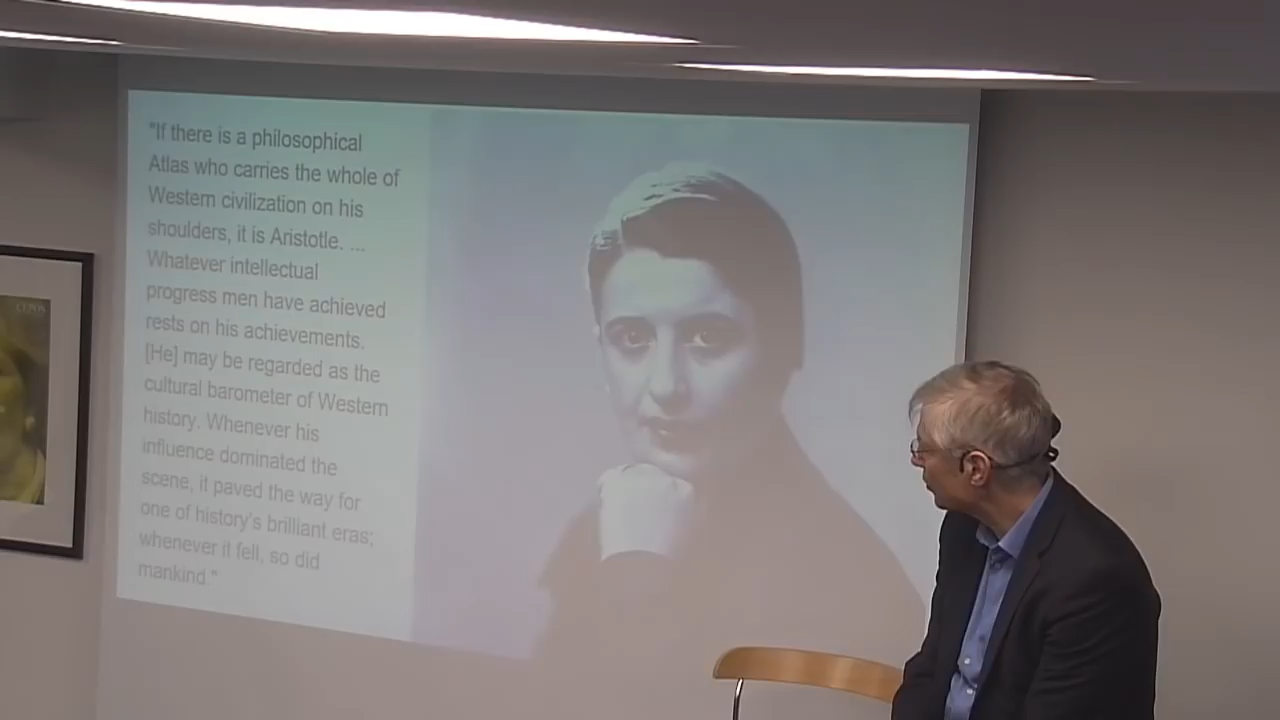 "If there is a philosophical
Atlas who carries the whole of
Western civilization on his
shoulders, it is Aristotle. ...
Whatever intellectual
progress men have achieved
rests on his achievements.
[He] may be regarded as the
cultural barometer of Western
history. Whenever his
influence dominated the
scene, it paved the way for
one of history's brilliant eras;
whenever it fell, so did
mankind."
CEPOS